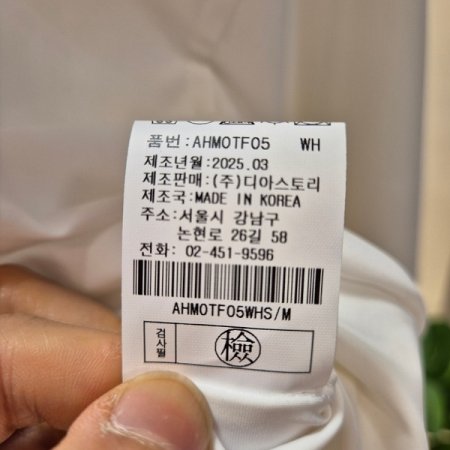 품번:AHMOTF05 WH
제조년월:2025.03
제조판매:(주)디아스토리
제조국:MADE IN KOREA
주소:서울시 강남구
논현로 26길 58
전화: 02-451-9596
AHMOTF05WHS/M
검사필 檢